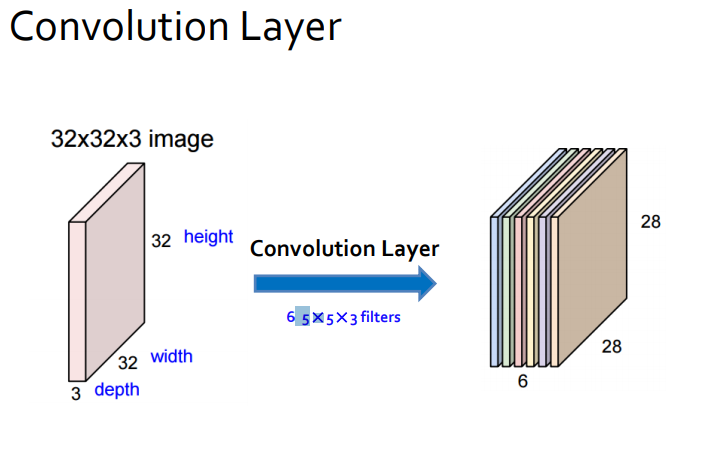 Convolution Layer
32x32x3 image
32 height
32 width
3 depth
Convolution Layer
6 5×5×3 filters
28
28
6